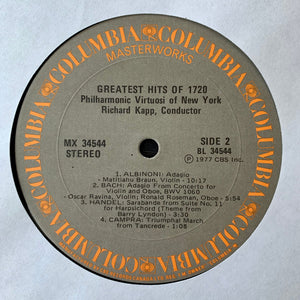 COLUMBIA COLUMBIA COLUMBIA COLUMBIA COLUMBIA
MASTERWORKS
GREATEST HITS OF 1720
Philharmonic Virtuosi of New York
Richard Kapp, Conductor
MX 34544
STEREO
SIDE 2
BL 34544
℗ 1977 CBS Inc.
1. ALBINONI: Adagio
Matitiahu Braun, Violin - 10:17
2. BACH: Adagio From Concerto for
Violin and Oboe, BWV 1060
Oscar Ravina, Violin; Ronald Roseman, Oboe - 5:54
3. HANDEL: Sarabande from Suite No. 11
for Harpsichord (Theme from
Barry Lyndon) - 3:30
4. CAMPRA: Triumphal March
from Tancrede - 1:08